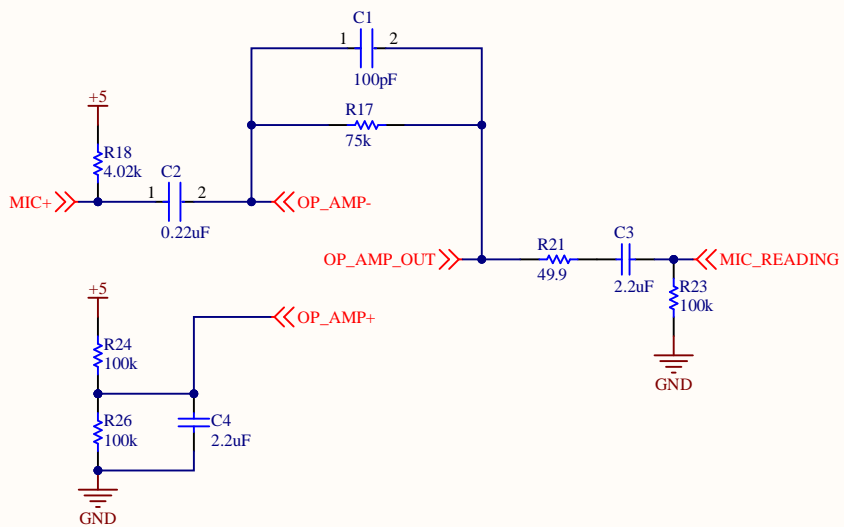 C1
1 2
100pF
R17
75k
+5
R18
4.02k
C2
MIC+
1 2
0.22uF
OP_AMP-
OP_AMP_OUT
R21
49.9
C3
2.2uF
MIC_READING
R23
100k
GND
+5
OP_AMP+
R24
100k
R26
100k
C4
2.2uF
GND